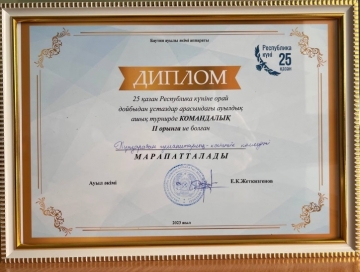 Бауман ауылы әкімі аппараты
Республика
күні
25
қазан
ДИПЛОМ
25 қазан Республика күніне орай
дойбыдан ұстаздар арасындағы ауылдық
ашық турнирде КОМАНДАЛЫҚ
ІІ орынға ие болған
колледжі
МАРАПАТТАЛАДЫ
Ауыл әкімі
2023 жыл